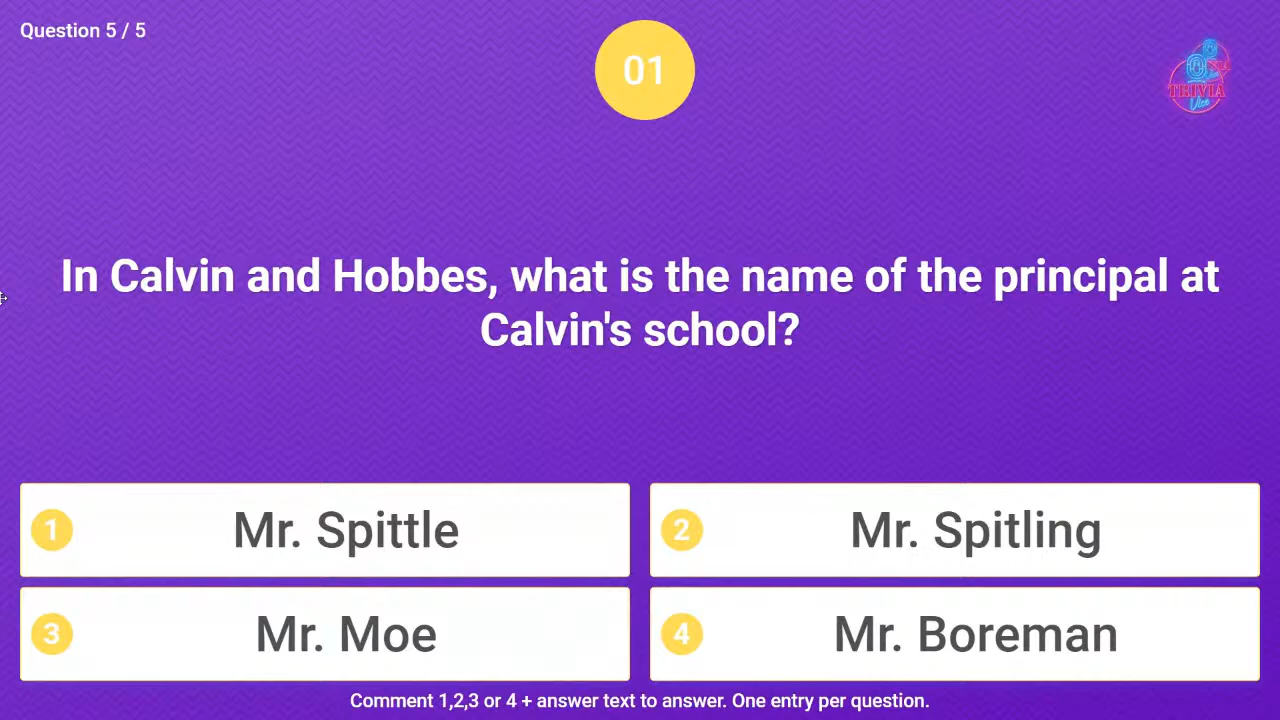 Question 5 / 5
01
TRIVIA
In Calvin and Hobbes, what is the name of the principal at
Calvin's school?
1 Mr. Spittle
2 Mr. Spitling
3 Mr. Moe
4 Mr. Boreman
Comment 1,2,3 or 4 + answer text to answer. One entry per question.